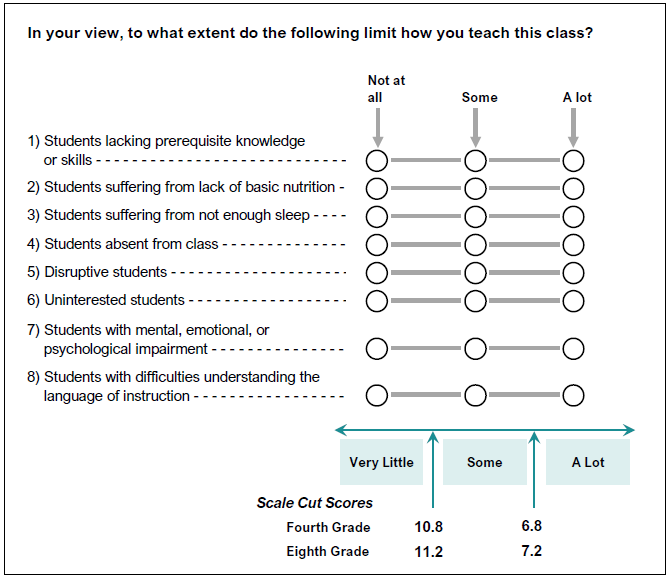 In your view, to what extent do the following limit how you teach this class?
Not at
all
Some
A lot
1) Students lacking prerequisite knowledge
or skills - - - - - - - - - - - - - - - - - - - - - - - - - - - -
2) Students suffering from lack of basic nutrition -
3) Students suffering from not enough sleep - - - -
4) Students absent from class - - - - - - - - - - - - - -
5) Disruptive students - - - - - - - - - - - - - - - - - - - -
6) Uninterested students - - - - - - - - - - - - - - - - - -
7) Students with mental, emotional, or
psychological impairment - - - - - - - - - - - - - - -
8) Students with difficulties understanding the
language of instruction - - - - - - - - - - - - - - - - -
Very Little Some A Lot
Scale Cut Scores
Fourth Grade 10.8 6.8
Eighth Grade 11.2 7.2